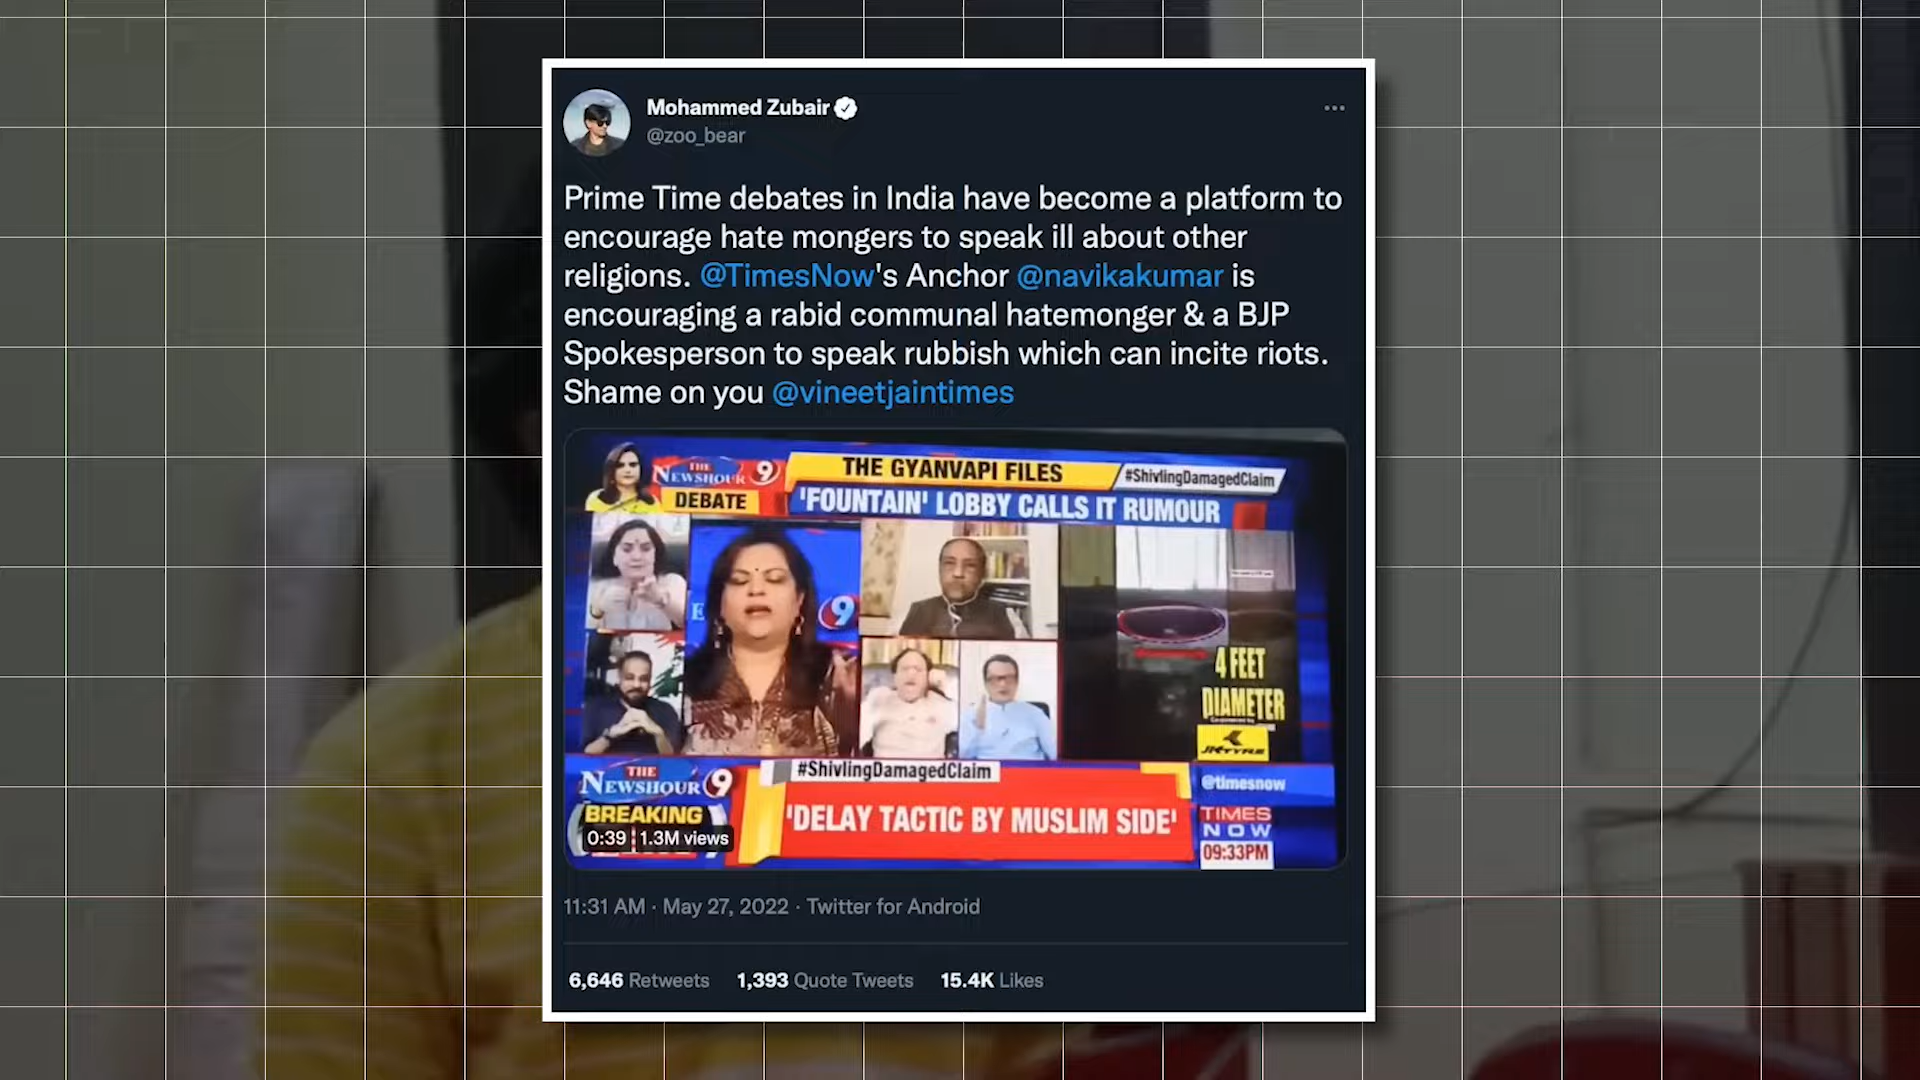 Mohammed Zubair
@zoo_bear
Prime Time debates in India have become a platform to
encourage hate mongers to speak ill about other
religions. @TimesNow's Anchor @navikakumar is
encouraging a rabid communal hatemonger & a BJP
Spokesperson to speak rubbish which can incite riots.
Shame on you @vineetjaintimes
THE NEWSHOUR 9
DEBATE
THE GYANVAPI FILES
#ShivlingDamagedClaim
'FOUNTAIN' LOBBY CALLS IT RUMOUR
E
9
4 FEET
DIAMETER
JK TYRE
THE NEWSHOUR 9
BREAKING
0:39 1.3M views
#ShivlingDamagedClaim
'DELAY TACTIC BY MUSLIM SIDE'
@timesnow
TIMES
NOW
09:33PM
11:31 AM · May 27, 2022 · Twitter for Android
6,646 Retweets 1,393 Quote Tweets 15.4K Likes